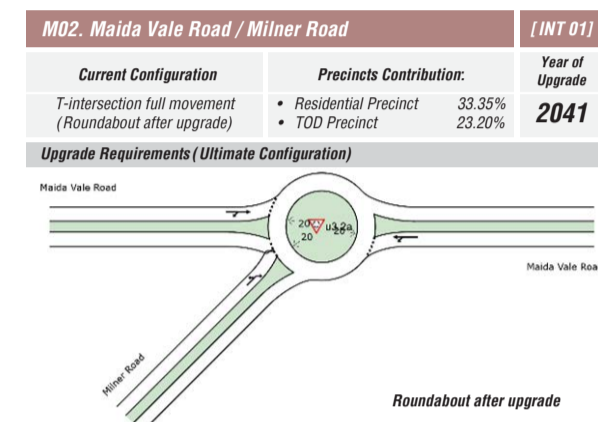 M02. Maida Vale Road / Milner Road
[ INT 01]
Current Configuration
Precincts Contribution:
Year of
Upgrade
T-intersection full movement
(Roundabout after upgrade)
• Residential Precinct 33.35%
• TOD Precinct 23.20%
2041
Upgrade Requirements (Ultimate Configuration)
Maida Vale Road
20
20
Maida Vale Roa
Milner Road
Roundabout after upgrade